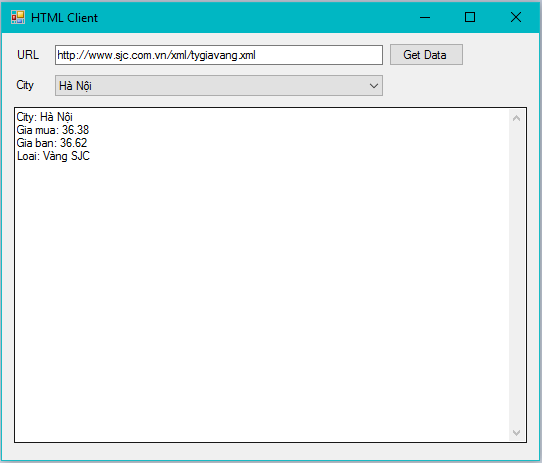 HTML Client
URL http://www.sjc.com.vn/xml/tygiavang.xml Get Data
City Hà Nội
City: Hà Nội
Gia mua: 36.38
Gia ban: 36.62
Loai: Vàng SJC